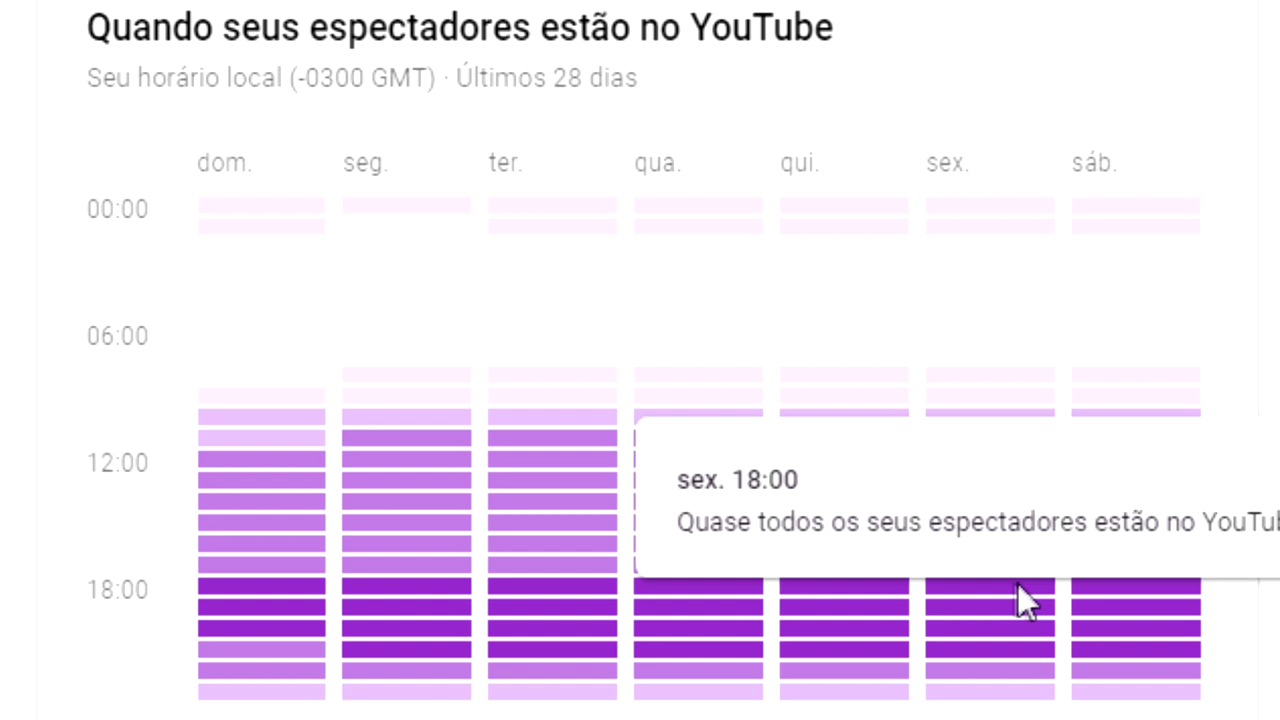 Quando seus espectadores estão no YouTube
Seu horário local (-0300 GMT) · Últimos 28 dias
dom. seg. ter. qua. qui. sex. sáb.
00:00
06:00
12:00
sex. 18:00
Quase todos os seus espectadores estão no
18:00